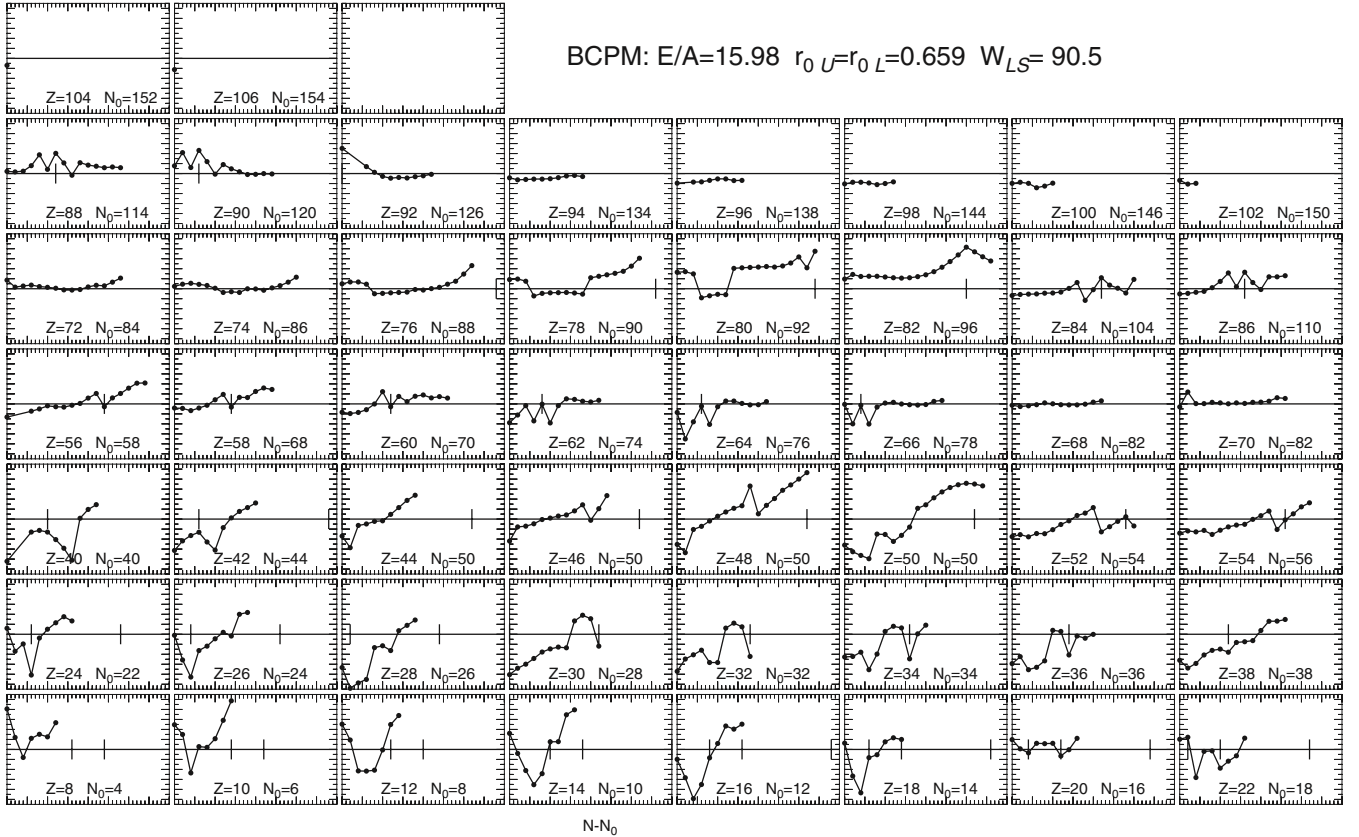 BCPM: E/A=15.98 r0 U=r0 L=0.659 WLS= 90.5
Z=104 N0=152
Z=106 N0=154
Z=88 N0=114
Z=90 N0=120
Z=92 N0=126
Z=94 N0=134
Z=96 N0=138
Z=98 N0=144
Z=100 N0=146
Z=102 N0=150
Z=72 N0=84
Z=74 N0=86
Z=76 N0=88
Z=78 N0=90
Z=80 N0=92
Z=82 N0=96
Z=84 N0=104
Z=86 N0=110
Z=56 N0=58
Z=58 N0=68
Z=60 N0=70
Z=62 N0=74
Z=64 N0=76
Z=66 N0=78
Z=68 N0=82
Z=70 N0=82
Z=40 N0=40
Z=42 N0=44
Z=44 N0=50
Z=46 N0=50
Z=48 N0=50
Z=50 N0=50
Z=52 N0=54
Z=54 N0=56
Z=24 N0=22
Z=26 N0=24
Z=28 N0=26
Z=30 N0=28
Z=32 N0=32
Z=34 N0=34
Z=36 N0=36
Z=38 N0=38
Z=8 N0=4
Z=10 N0=6
Z=12 N0=8
Z=14 N0=10
Z=16 N0=12
Z=18 N0=14
Z=20 N0=16
Z=22 N0=18
N-N0